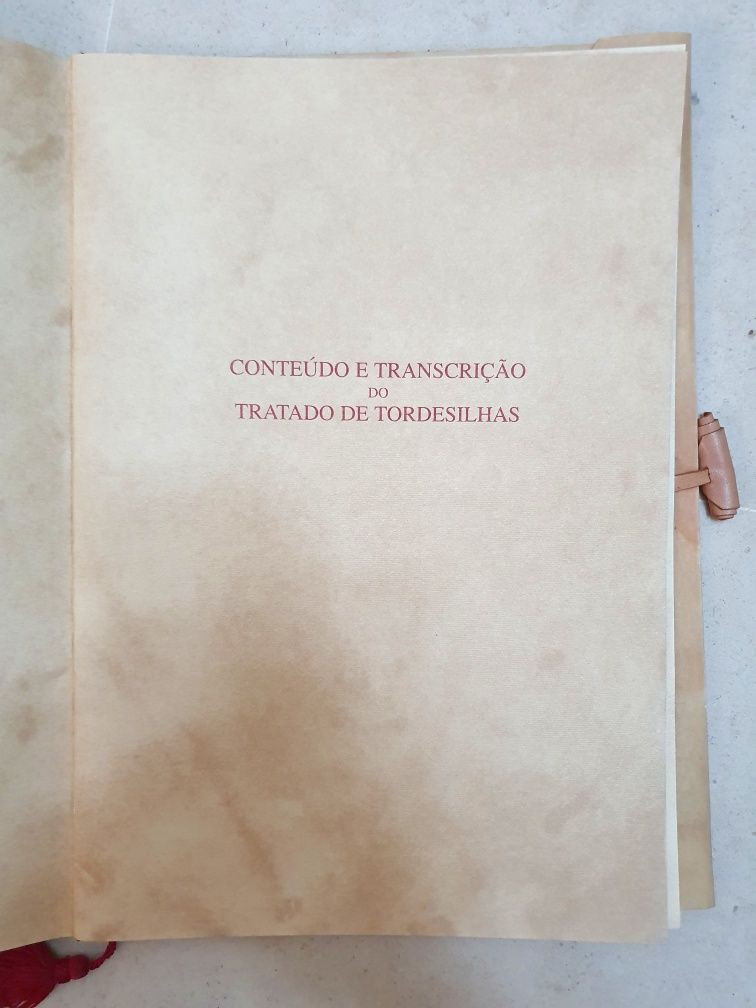 CONTEÚDO E TRANSCRIÇÃO
DO
TRATADO DE TORDESILHAS